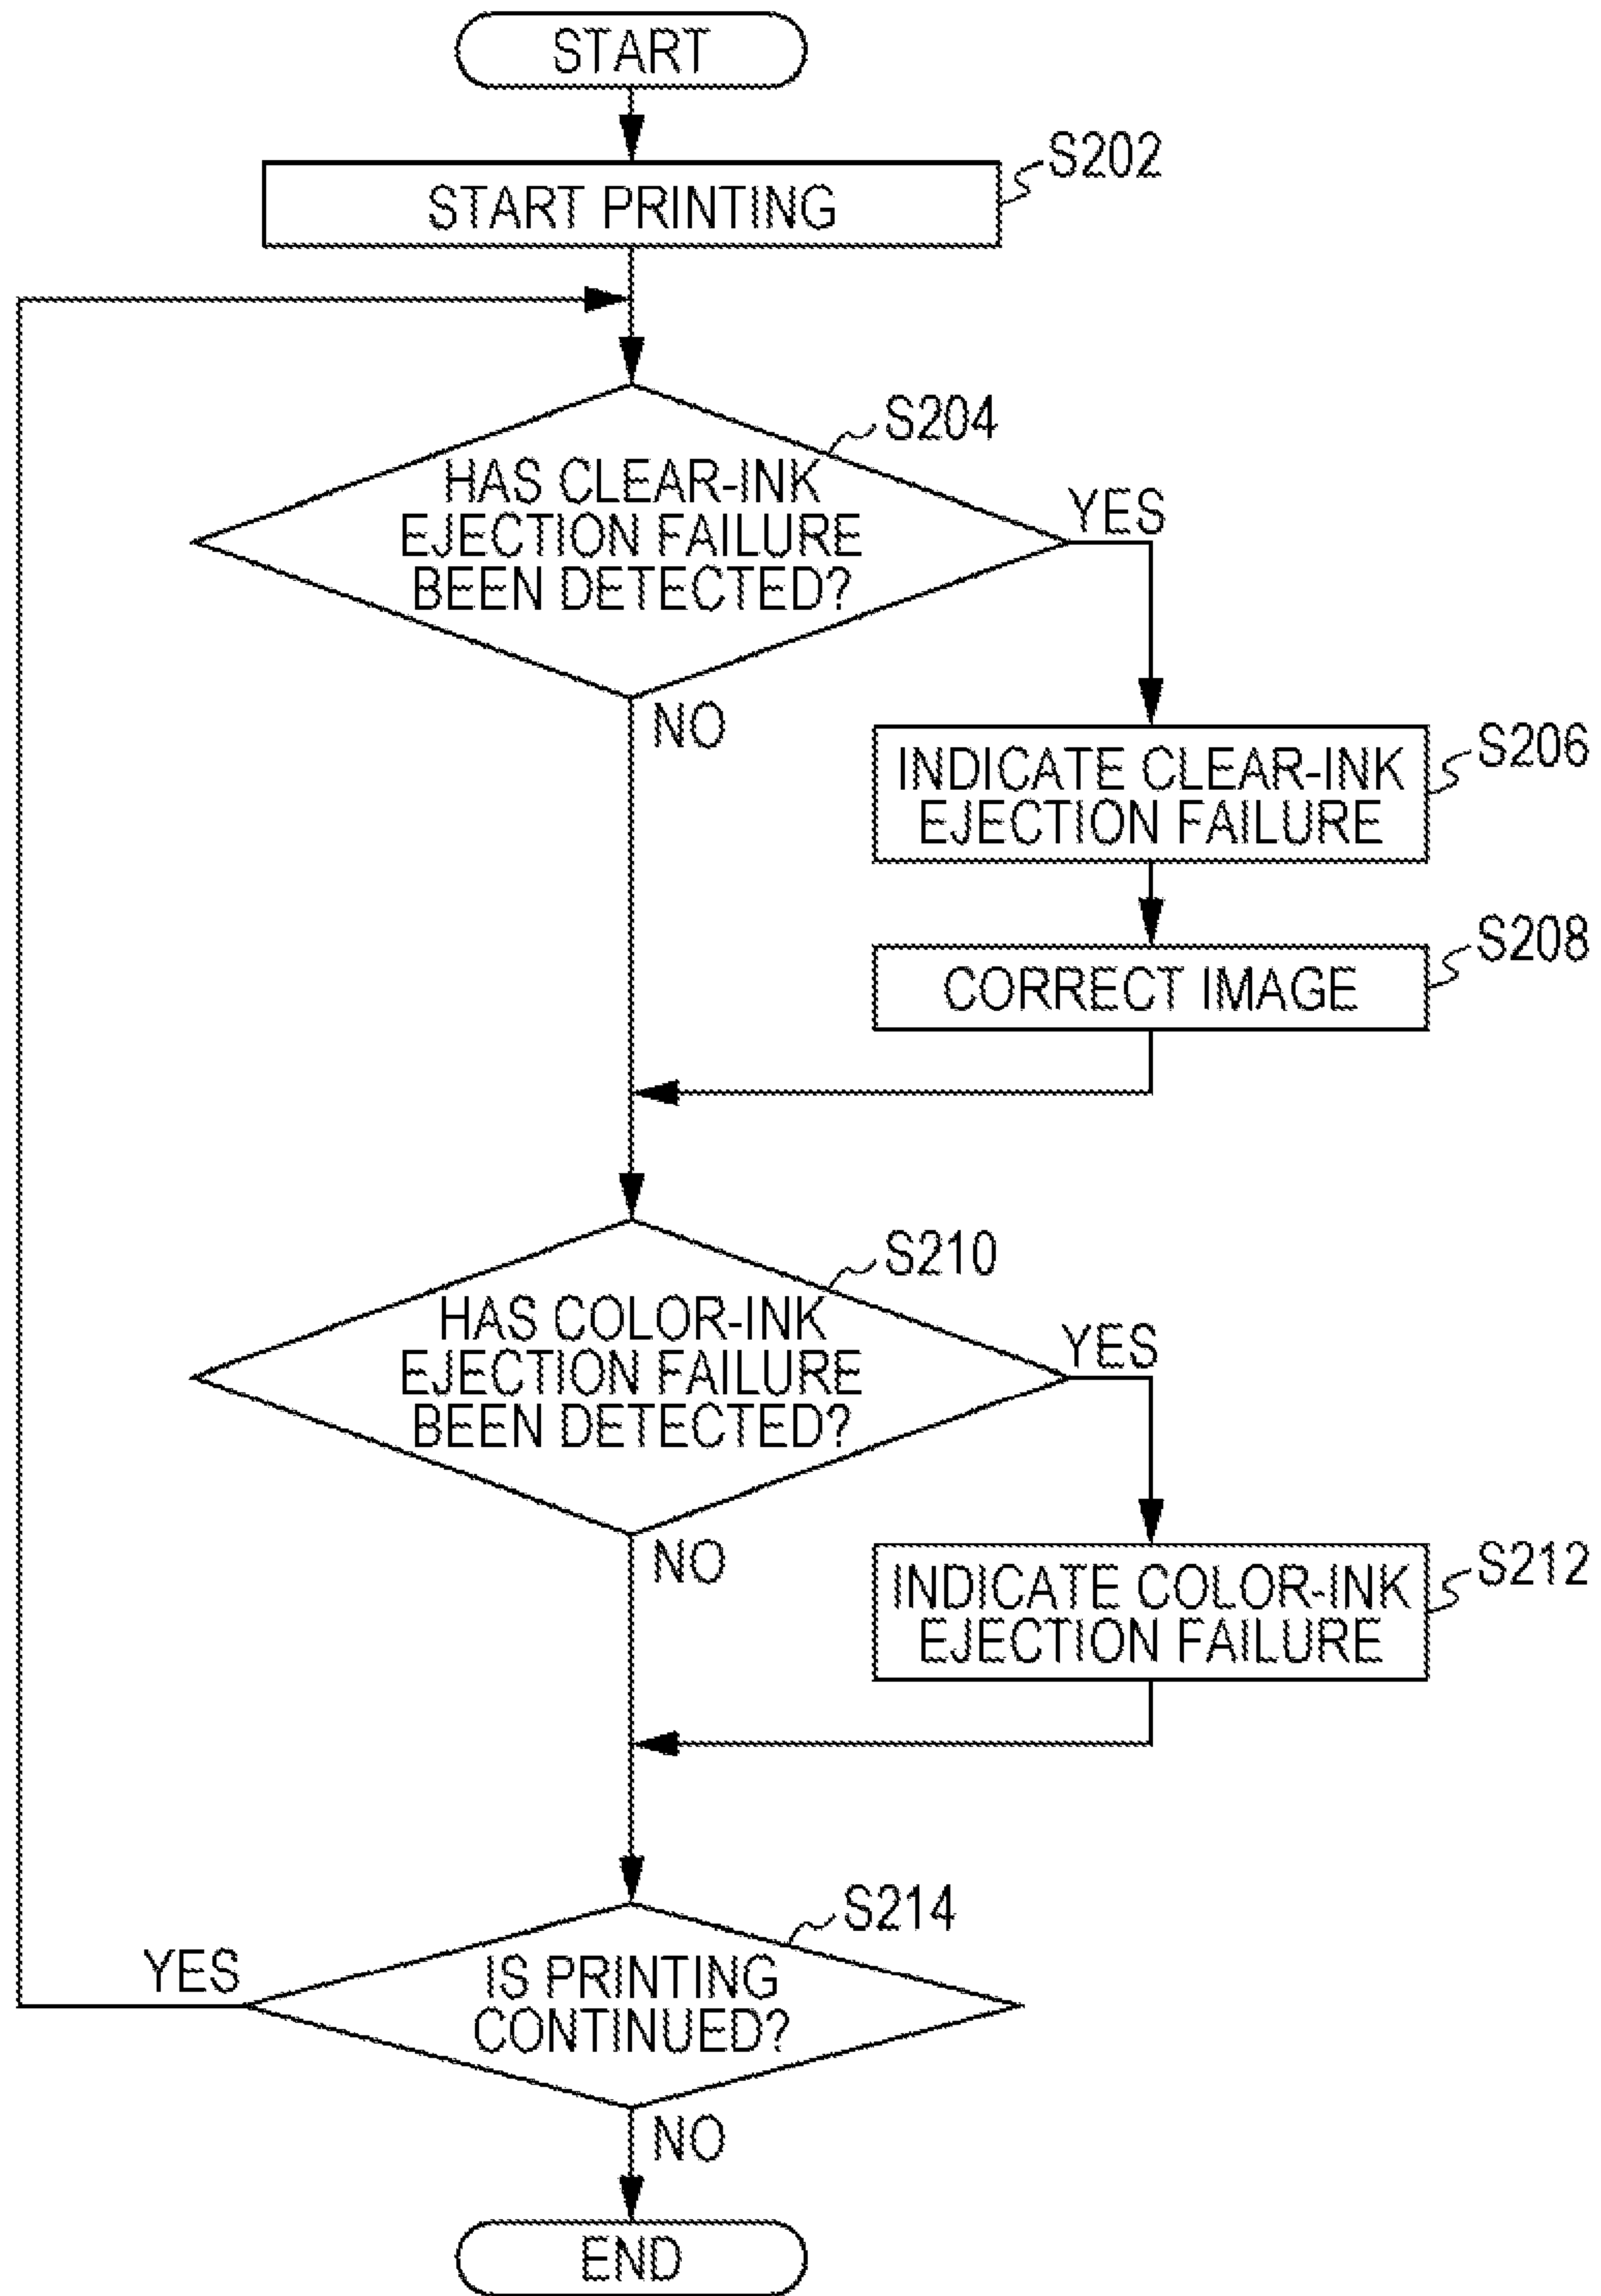 START
START PRINTING
S202
S204
HAS CLEAR-INK
EJECTION FAILURE
BEEN DETECTED?
YES
NO
INDICATE CLEAR-INK
EJECTION FAILURE
S206
CORRECT IMAGE
S208
S210
HAS COLOR-INK
EJECTION FAILURE
BEEN DETECTED?
YES
NO
INDICATE COLOR-INK
EJECTION FAILURE
S212
S214
IS PRINTING
CONTINUED?
YES
NO
END